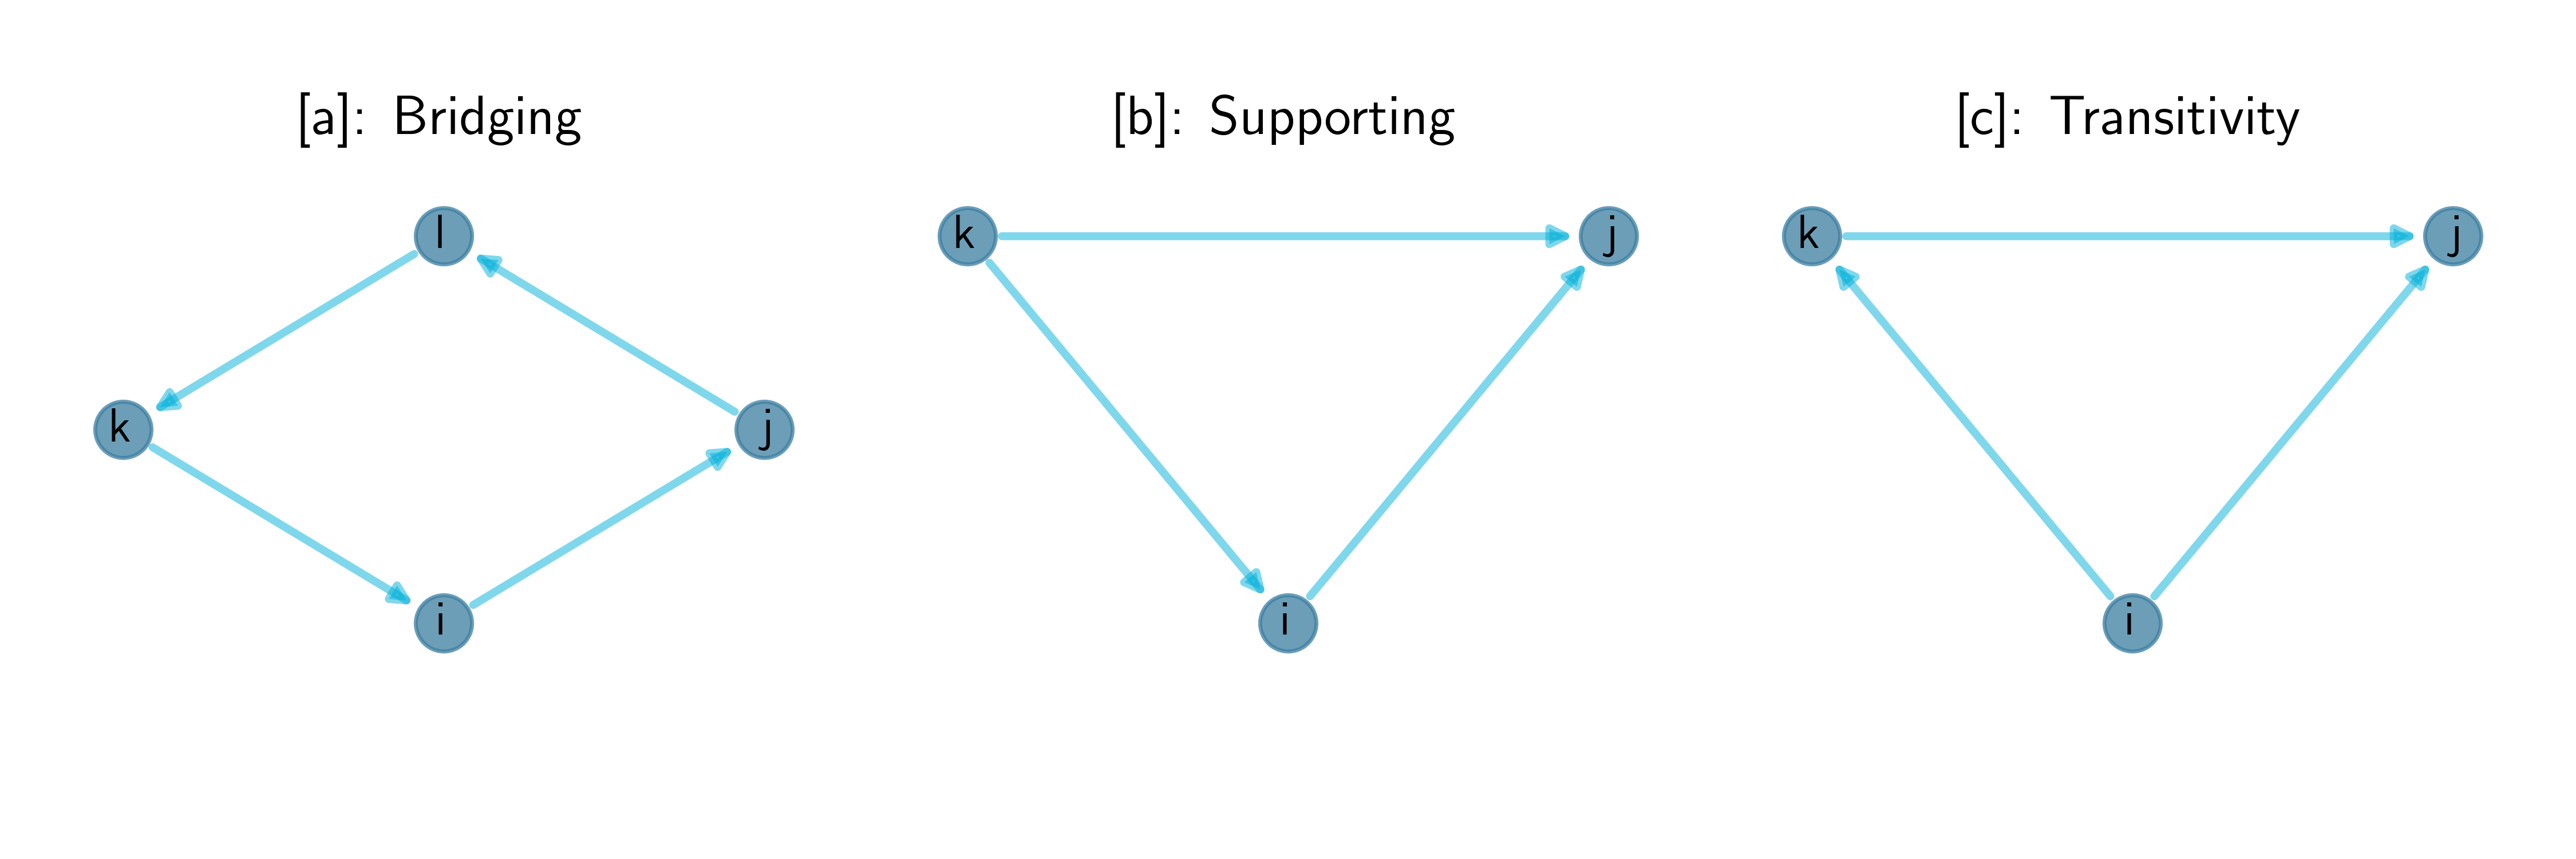 [a]: Bridging
l
k
j
i
[b]: Supporting
k
j
i
[c]: Transitivity
k
j
i